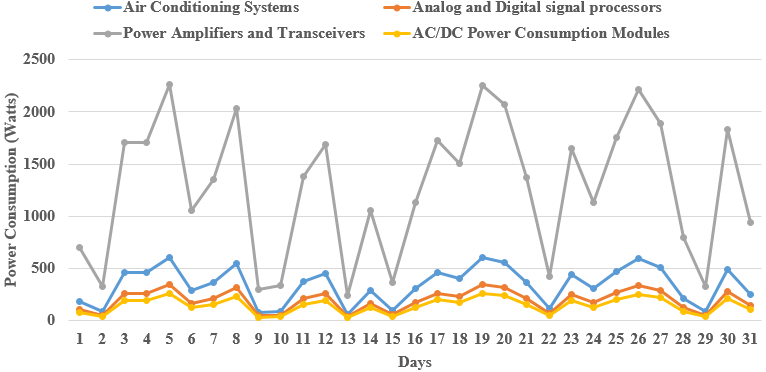 Air Conditioning Systems Analog and Digital signal processors
Power Amplifiers and Transceivers AC/DC Power Consumption Modules
Power Consumption (Watts)
2500
2000
1500
1000
500
0
1 2 3 4 5 6 7 8 9 10 11 12 13 14 15 16 17 18 19 20 21 22 23 24 25 26 27 28 29 30 31
Days